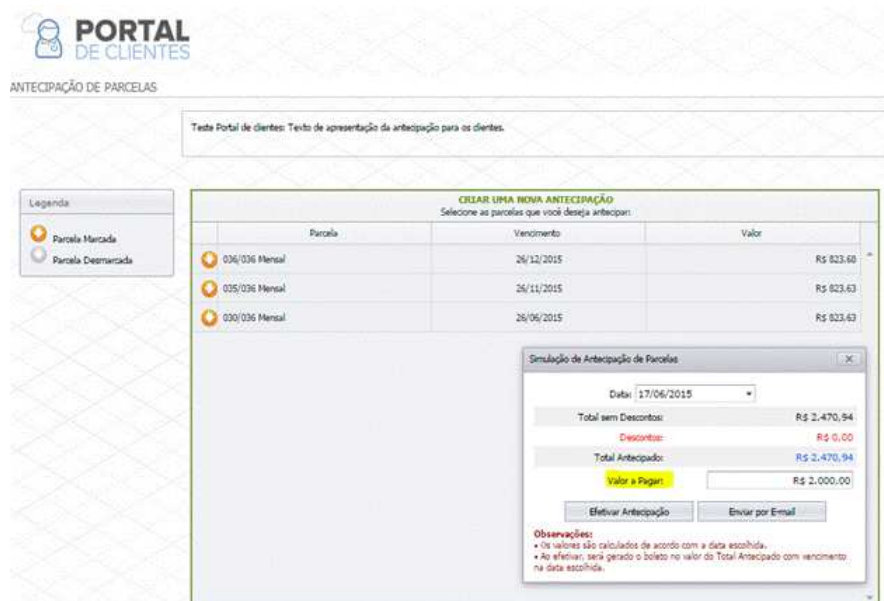 PORTAL
DE CLIENTES
ANTECIPAÇÃO DE PARCELAS
Teste Portal de clientes: Texto de apresentação da antecipação para os clientes.
Legenda
Parcela Marcada
Parcela Desmarcada
CRIAR UMA NOVA ANTECIPAÇÃO
Selecione as parcelas que você deseja antecipar:
Parcela Vencimento Valor
036/036 Mensal 26/12/2015 R$ 823,68
035/036 Mensal 26/11/2015 R$ 823,63
030/036 Mensal 26/06/2015 R$ 823,63
Simulação de Antecipação de Parcelas
Data: 17/06/2015
Total sem Descontos: R$ 2.470,94
Descontos: R$ 0,00
Total Antecipado: R$ 2.470,94
Valor a Pagar: R$ 2.000,00
Efetivar Antecipação Enviar por E-mail
Observações:
• Os valores são calculados de acordo com a data escolhida.
• Ao efetivar, será gerado o boleto no valor do Total Antecipado com vencimento
na data escolhida.